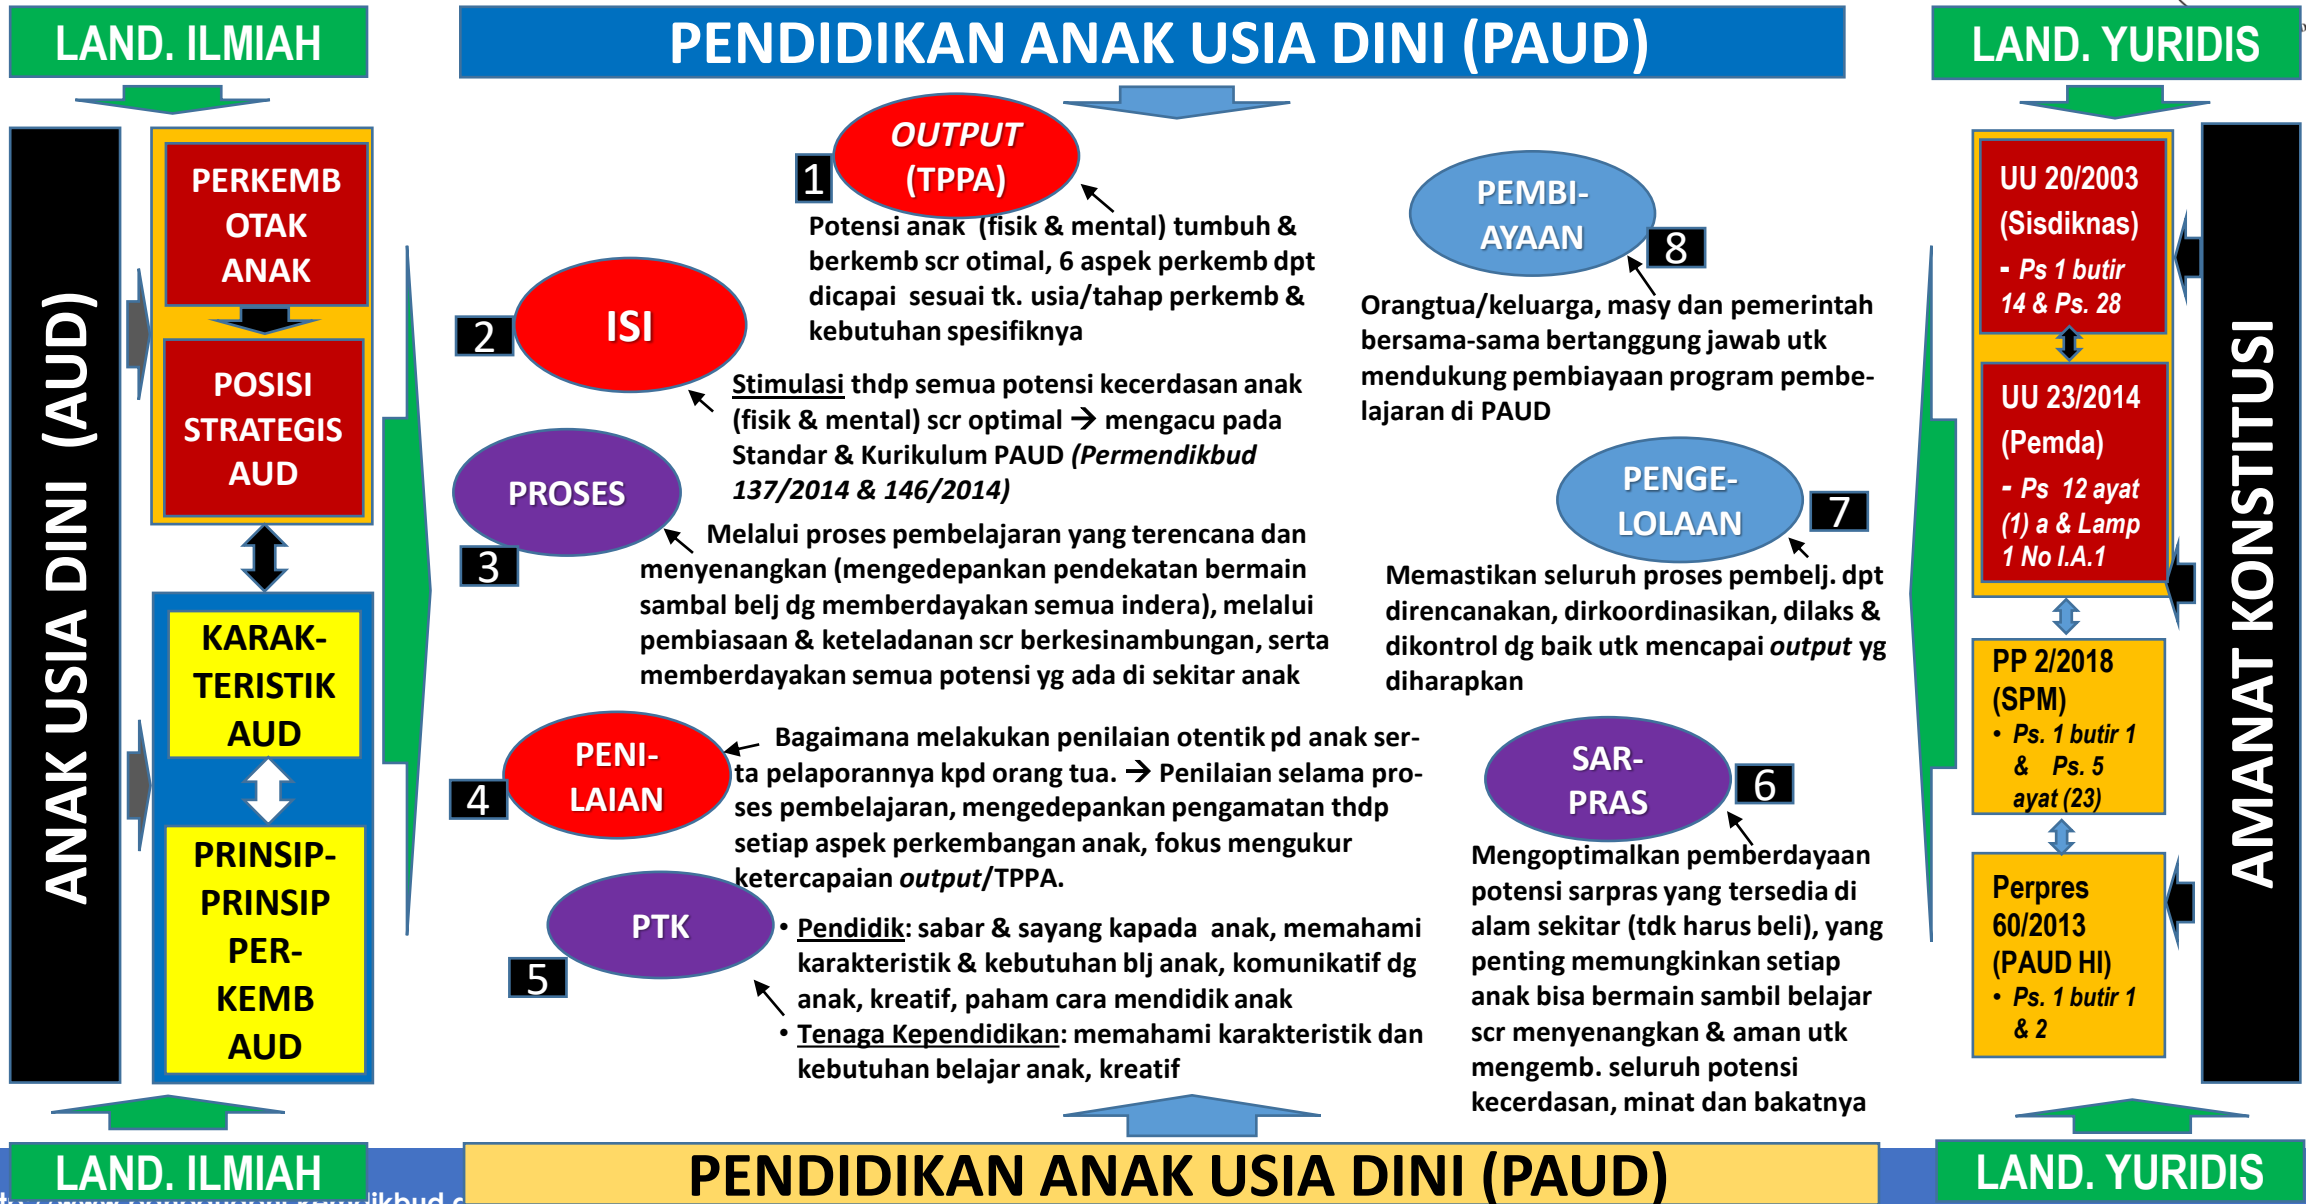 LAND. ILMIAH
PENDIDIKAN ANAK USIA DINI (PAUD)
LAND. YURIDIS
ANAK USIA DINI (AUD)
PERKEMB
OTAK
ANAK
POSISI
STRATEGIS
AUD
KARAK-
TERISTIK
AUD
PRINSIP-
PRINSIP
PER-
KEMB
AUD
1
OUTPUT
(TPPA)
Potensi anak (fisik & mental) tumbuh &
berkemb scr otimal, 6 aspek perkemb dpt
dicapai sesuai tk. usia/tahap perkemb &
kebutuhan spesifiknya
2
ISI
Stimulasi thdp semua potensi kecerdasan anak
(fisik & mental) scr optimal → mengacu pada
Standar & Kurikulum PAUD (Permendikbud
137/2014 & 146/2014)
PROSES
3
Melalui proses pembelajaran yang terencana dan
menyenangkan (mengedepankan pendekatan bermain
sambal belj dg memberdayakan semua indera), melalui
pembiasaan & keteladanan scr berkesinambungan, serta
memberdayakan semua potensi yg ada di sekitar anak
PENI-
LAIAN
4
Bagaimana melakukan penilaian otentik pd anak ser-
ta pelaporannya kpd orang tua. → Penilaian selama pro-
ses pembelajaran, mengedepankan pengamatan thdp
setiap aspek perkembangan anak, fokus mengukur
ketercapaian output/TPPA.
PTK
5
• Pendidik: sabar & sayang kapada anak, memahami
karakteristik & kebutuhan blj anak, komunikatif dg
anak, kreatif, paham cara mendidik anak
• Tenaga Kependidikan: memahami karakteristik dan
kebutuhan belajar anak, kreatif
PEMBI-
AYAAN
8
Orangtua/keluarga, masy dan pemerintah
bersama-sama bertanggung jawab utk
mendukung pembiayaan program pembe-
lajaran di PAUD
PENGE-
LOLAAN
7
Memastikan seluruh proses pembelj. dpt
direncanakan, dirkoordinasikan, dilaks &
dikontrol dg baik utk mencapai output yg
diharapkan
SAR-
PRAS
6
Mengoptimalkan pemberdayaan
potensi sarpras yang tersedia di
alam sekitar (tdk harus beli), yang
penting memungkinkan setiap
anak bisa bermain sambil belajar
scr menyenangkan & aman utk
mengemb. seluruh potensi
kecerdasan, minat dan bakatnya
UU 20/2003
(Sisdiknas)
- Ps 1 butir
14 & Ps. 28
UU 23/2014
(Pemda)
- Ps 12 ayat
(1) a & Lamp
1 No I.A.1
PP 2/2018
(SPM)
• Ps. 1 butir 1
& Ps. 5
ayat (23)
Perpres
60/2013
(PAUD HI)
• Ps. 1 butir 1
& 2
AMANAT KONSTITUSI
LAND. ILMIAH
PENDIDIKAN ANAK USIA DINI (PAUD)
LAND. YURIDIS